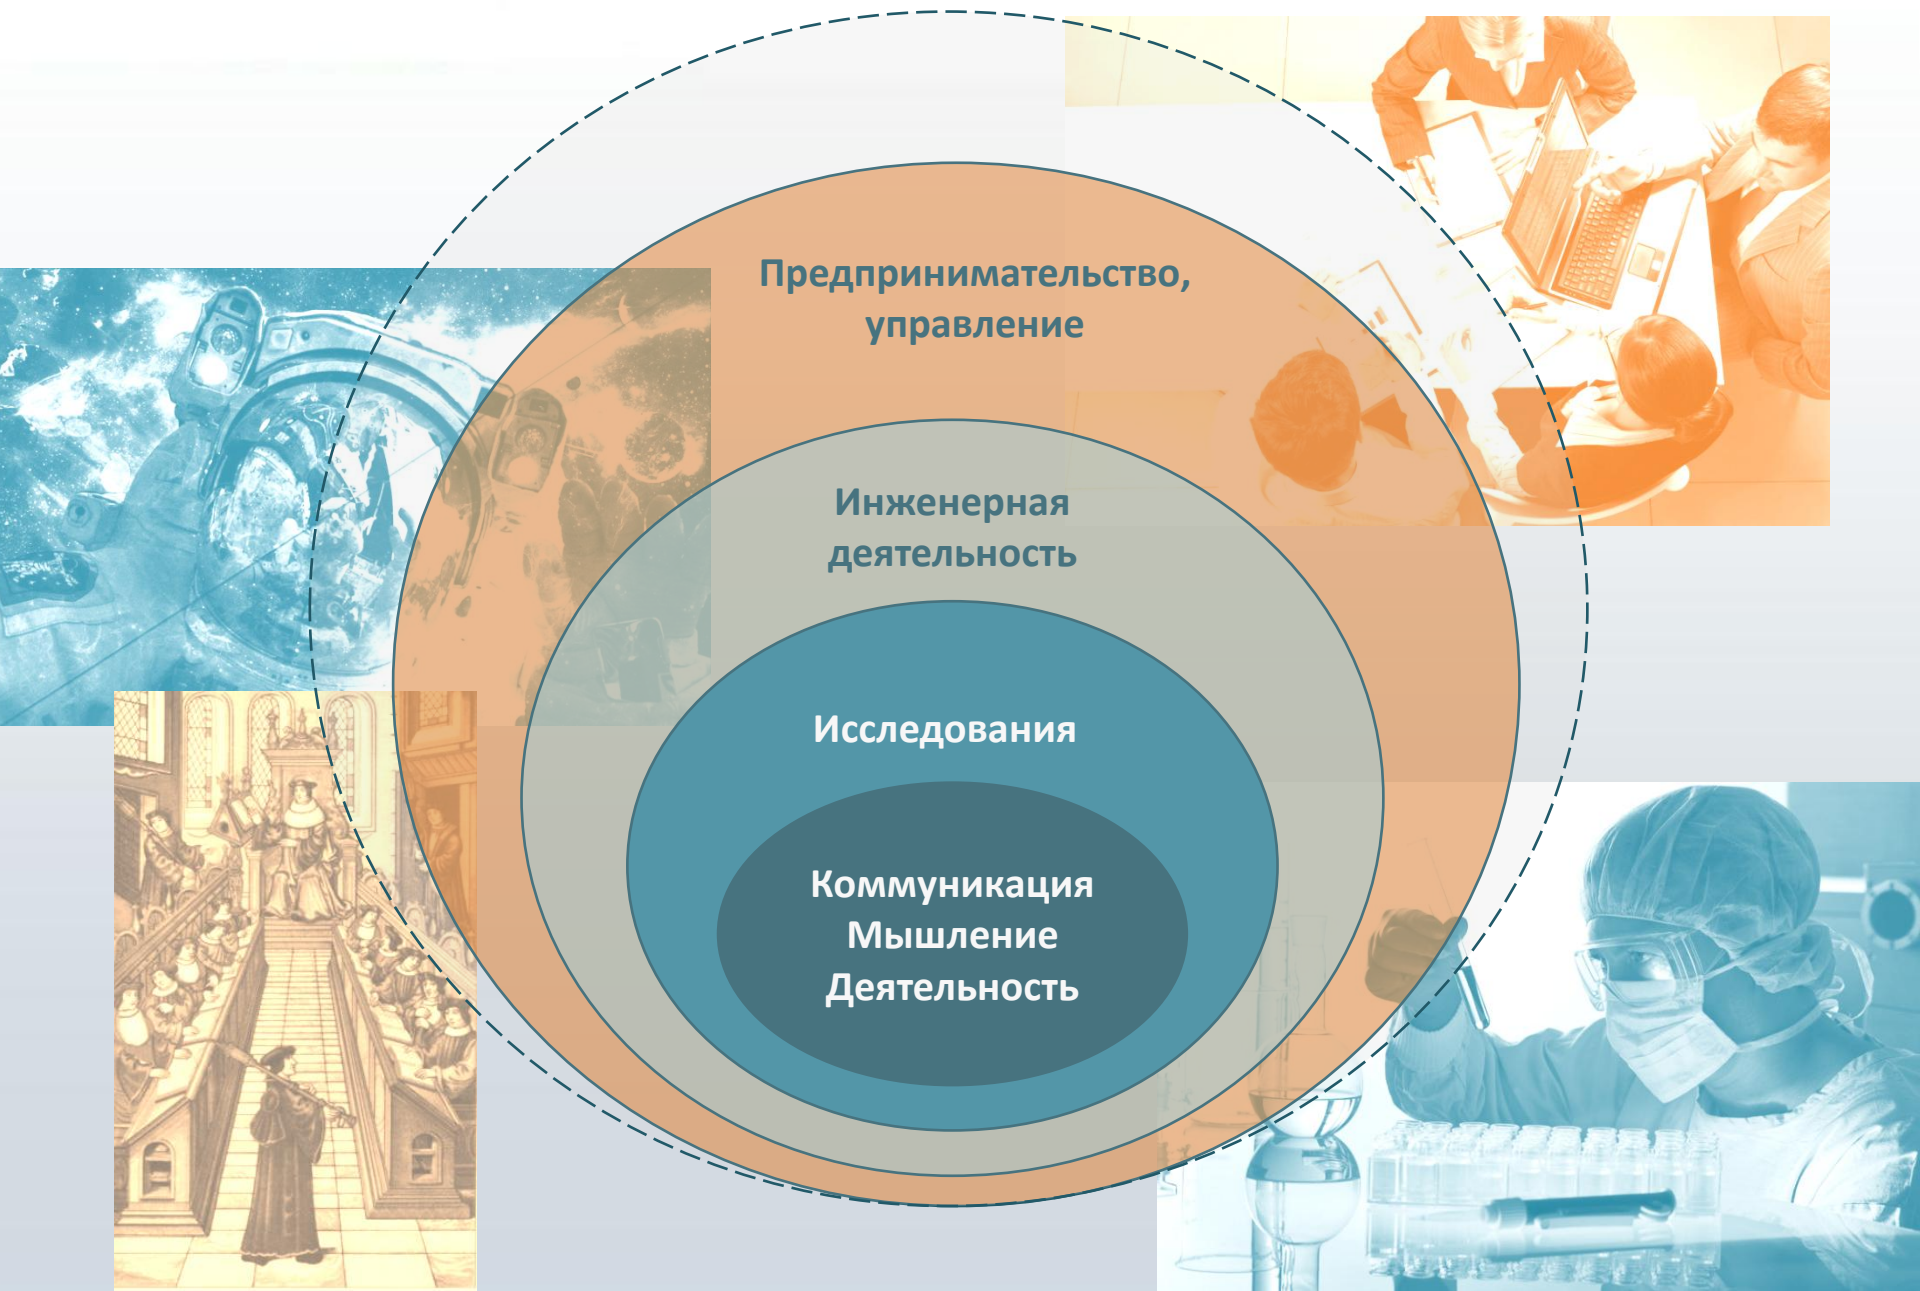 Предпринимательство,
управление
Инженерная
деятельность
Исследования
Коммуникация
Мышление
Деятельность